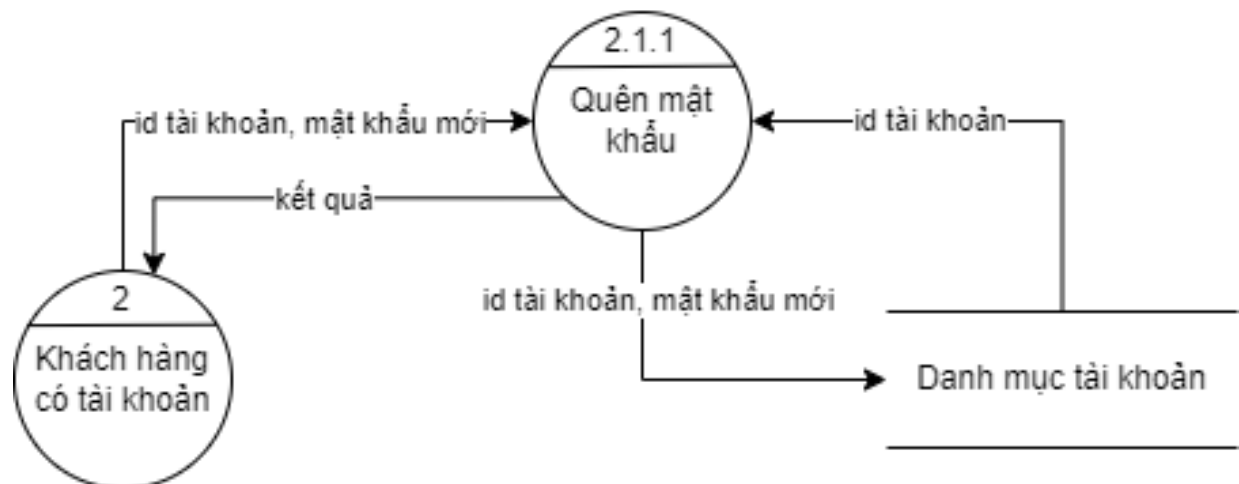 2.1.1
Quên mật
khẩu
id tài khoản, mật khẩu mới
id tài khoản
kết quả
2
Khách hàng
có tài khoản
id tài khoản, mật khẩu mới
Danh mục tài khoản